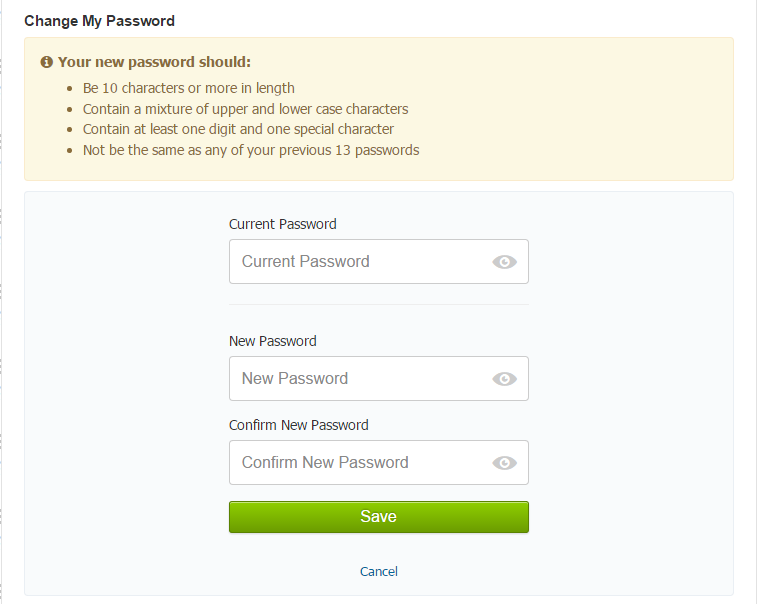 Change My Password
Your new password should:
Be 10 characters or more in length
Contain a mixture of upper and lower case characters
Contain at least one digit and one special character
Not be the same as any of your previous 13 passwords
Current Password
Current Password
New Password
New Password
Confirm New Password
Confirm New Password
Save
Cancel